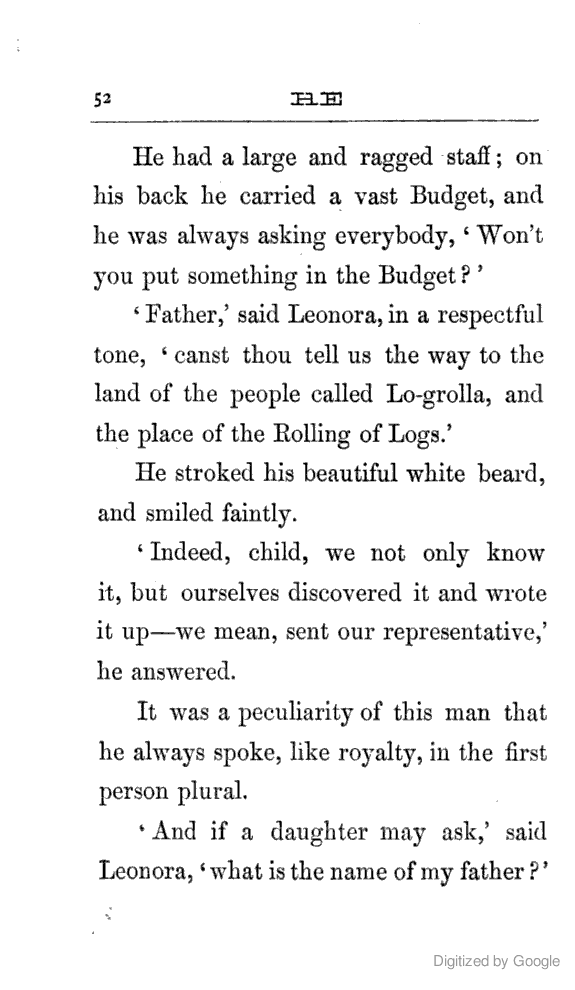 52 HE
He had a large and ragged staff; on
his back he carried a vast Budget, and
he was always asking everybody, ‘Won’t
you put something in the Budget?’
‘Father,’ said Leonora, in a respectful
tone, ‘canst thou tell us the way to the
land of the people called Lo-grolla, and
the place of the Rolling of Logs.’
He stroked his beautiful white beard,
and smiled faintly.
‘Indeed, child, we not only know
it, but ourselves discovered it and wrote
it up—we mean, sent our representative,’
he answered.
It was a peculiarity of this man that
he always spoke, like royalty, in the first
person plural.
‘And if a daughter may ask,’ said
Leonora, ‘what is the name of my father?’
Digitized by Google